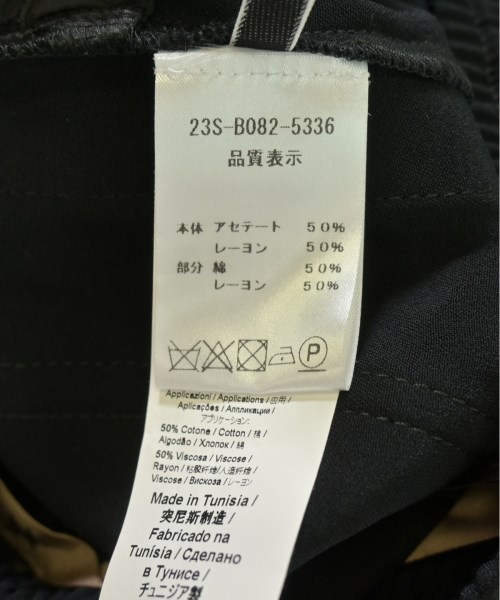 23S-B082-5336
品質表示
本体 アセテート 50%
レーヨン 50%
部分 綿 50%
レーヨン 50%
P
Applicazioni / Applications / 应用 /
Aplicações / Аппликации /
アプリケーション:
50% Cotone / Cotton / 棉 /
Algodão / Хлопок / 綿
50% Viscosa / Viscose /
Rayon / 粘胶纤维/人造纤维/
Viscose / Вискоза / レーヨン
Made in Tunisia /
突尼斯制造 /
Fabricado na
Tunísia / Сделано
в Тунисе /
チュニジア製